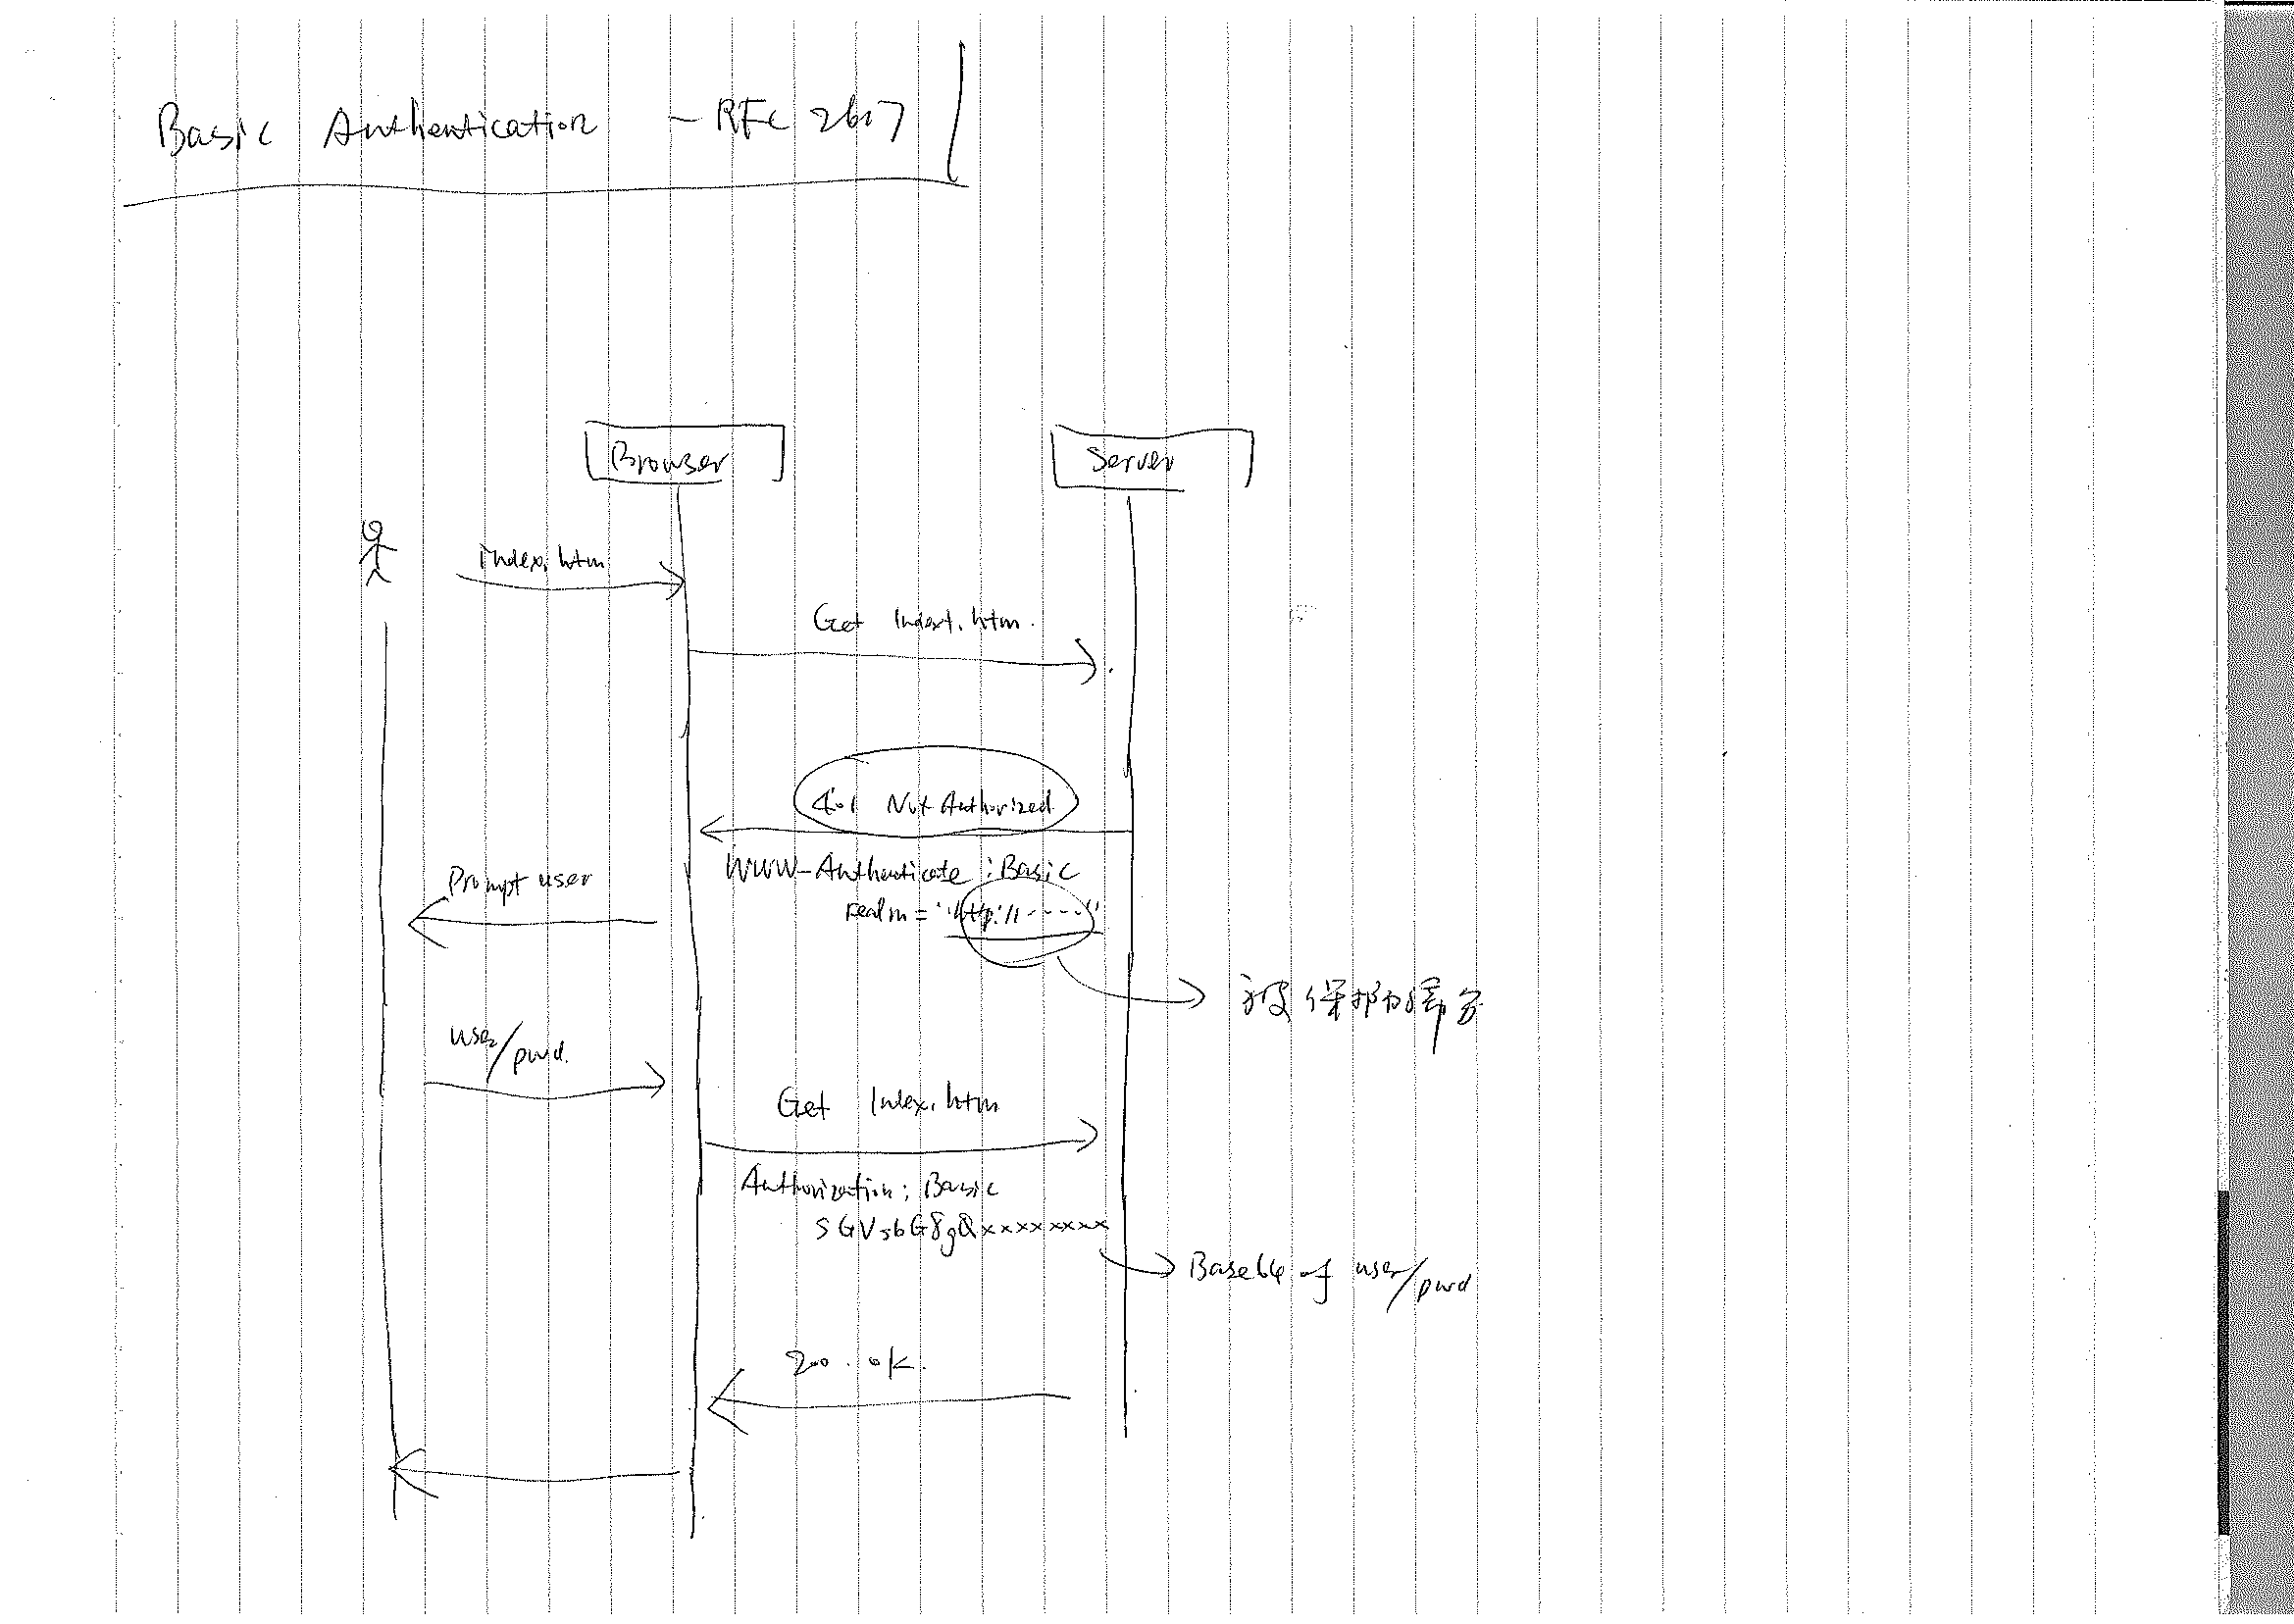 Basic Authentication - RFC 2617
Browser
Server
index.htm
Get Indext.htm.
401 Not Authorized
WWW-Authenticate : Basic
realm = "http://-----"
Prompt user
被保护的部分
user/pwd.
Get Index.htm
Authorization: Basic
SGVsbG8gQxxxxxxxx
Base64 of user/pwd
200 . ok.